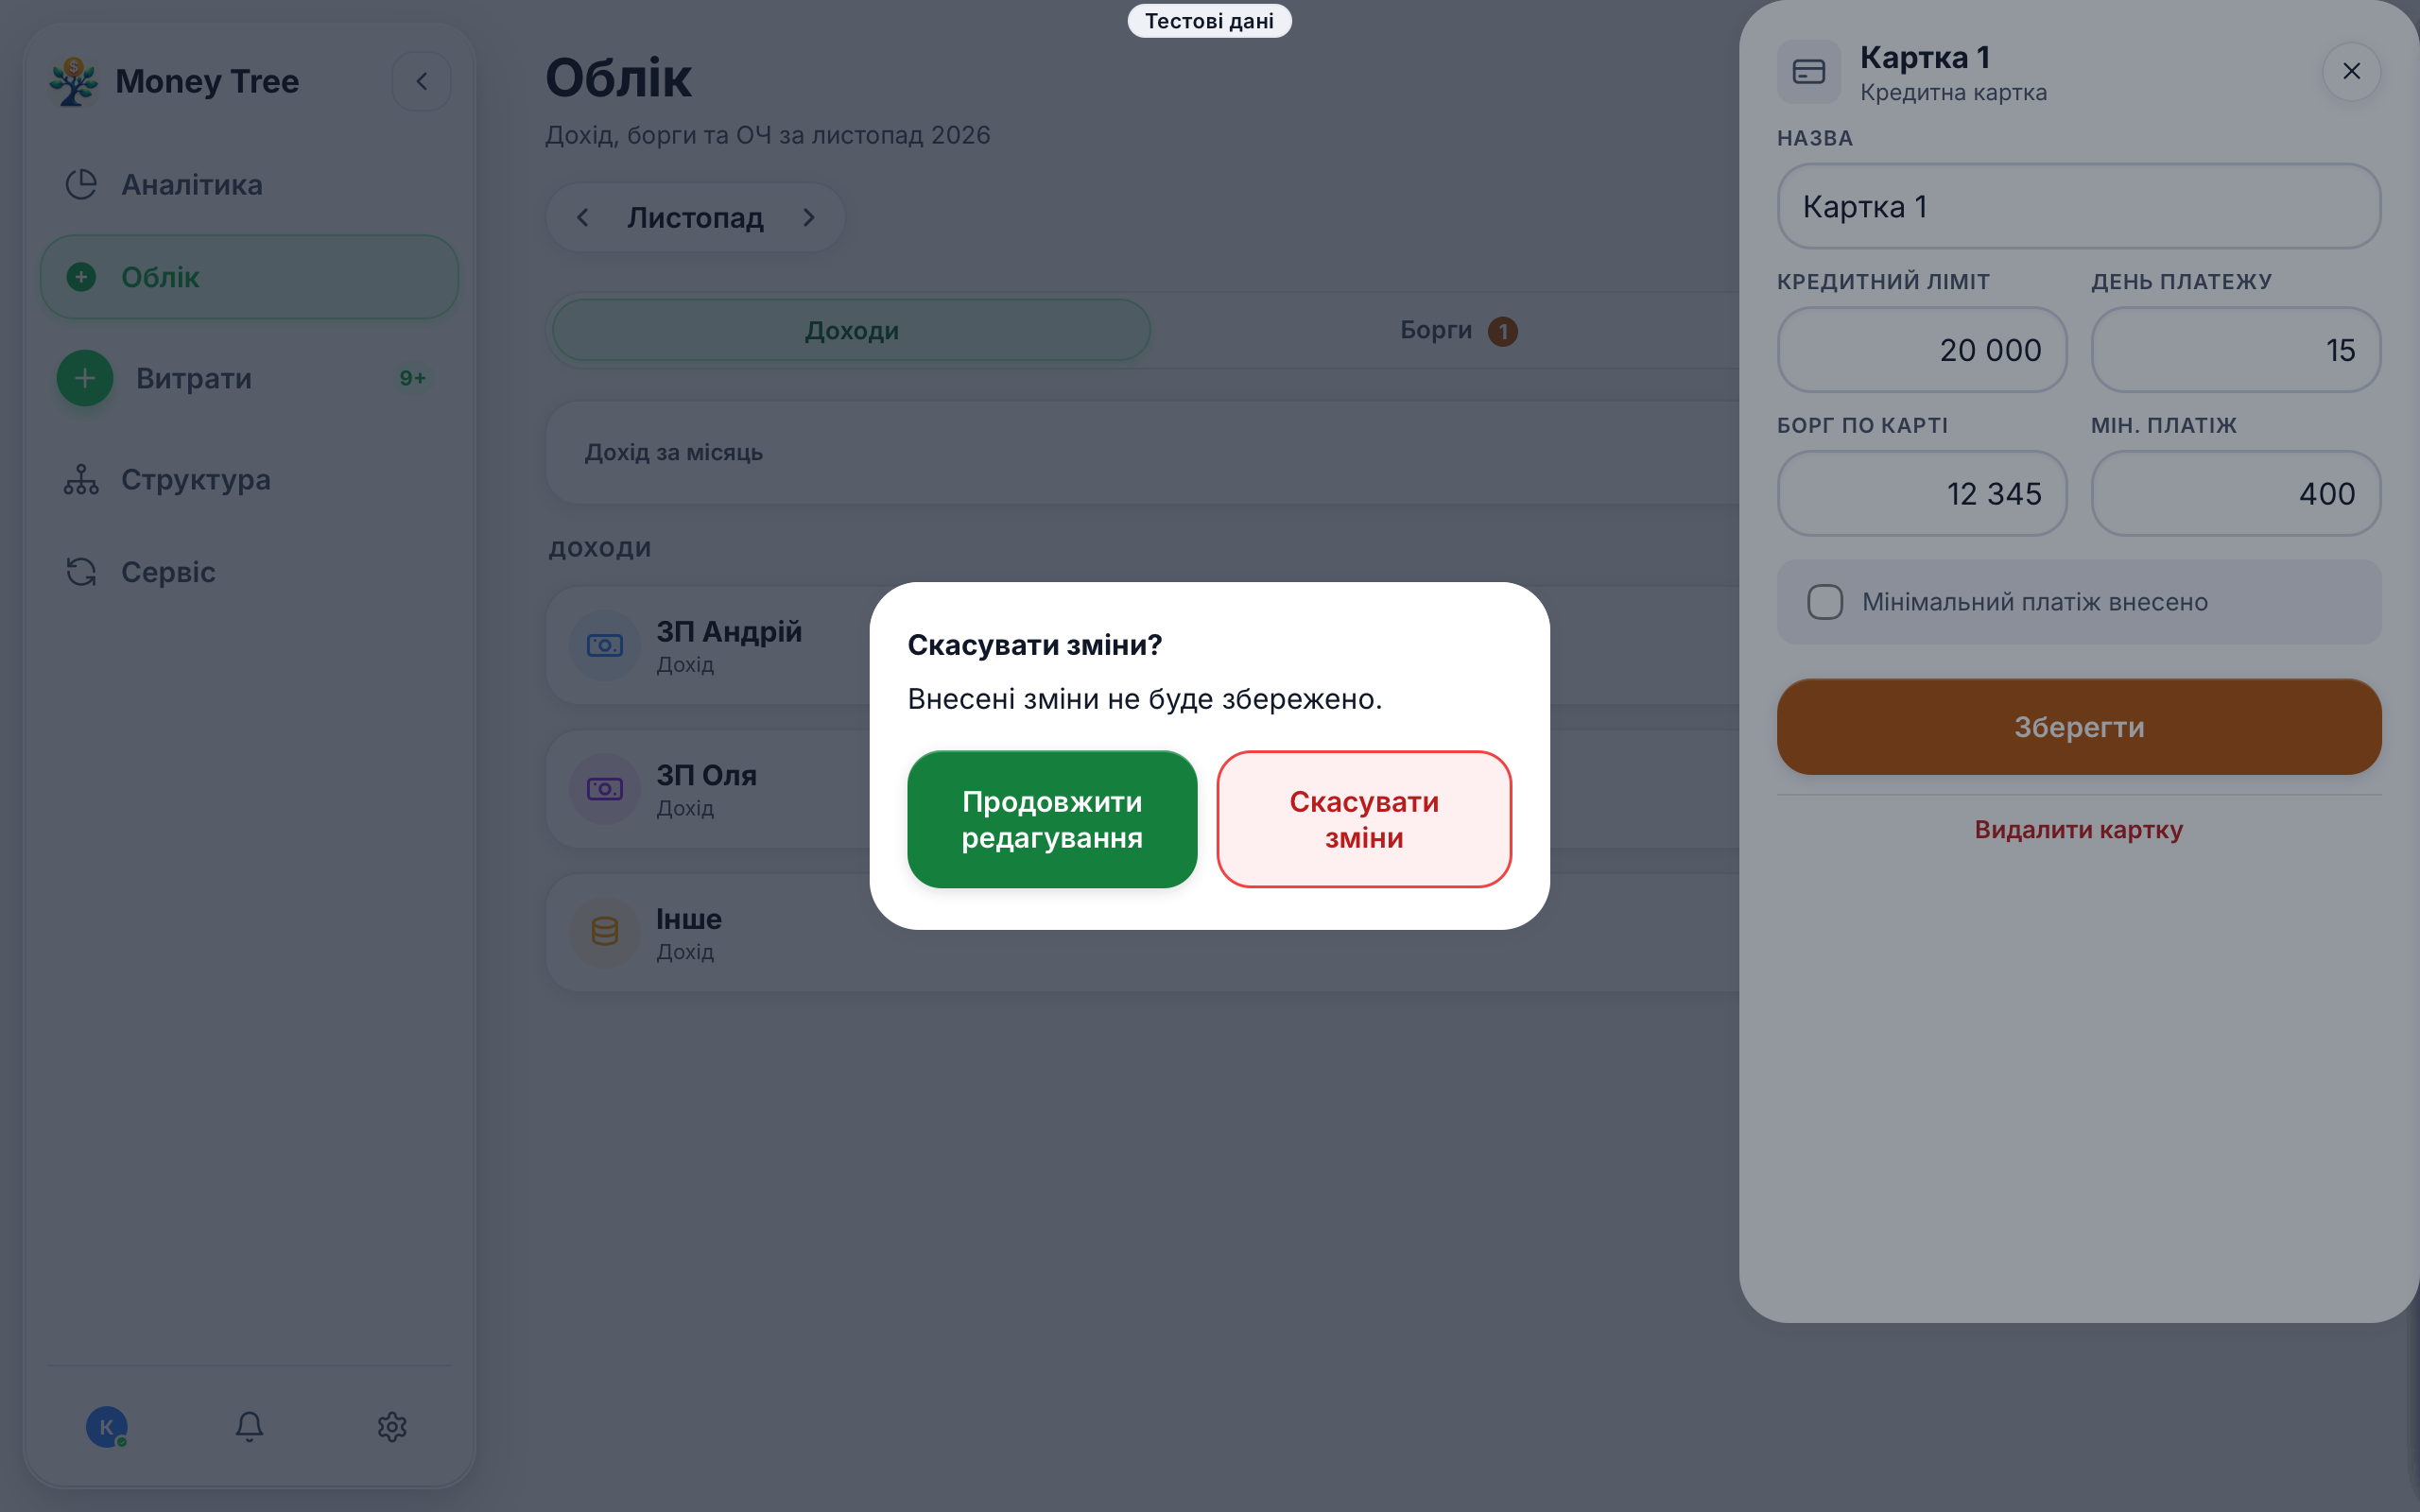 Тестові дані
Money Tree
Аналітика
Облік
Витрати 9+
Структура
Сервіс
K
Облік
Дохід, борги та ОЧ за листопад 2026
Листопад
Доходи
Борги 1
Дохід за місяць
доходи
ЗП Андрій
Дохід
ЗП Оля
Дохід
Інше
Дохід
Скасувати зміни?
Внесені зміни не буде збережено.
Продовжити
редагування
Скасувати
зміни
Картка 1
Кредитна картка
НАЗВА
Картка 1
КРЕДИТНИЙ ЛІМІТ ДЕНЬ ПЛАТЕЖУ
20 000 15
БОРГ ПО КАРТІ МІН. ПЛАТІЖ
12 345 400
Мінімальний платіж внесено
Зберегти
Видалити картку